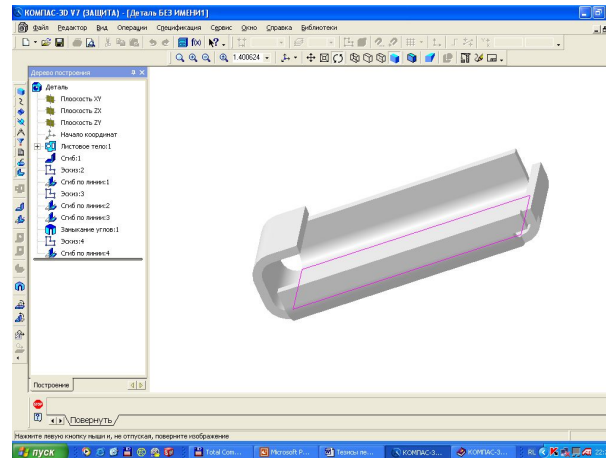 КОМПАС-3D V7 (ЗАЩИТА) - [Деталь БЕЗ ИМЕНИ1]
Файл Редактор Вид Операции Спецификация Сервис Окно Справка Библиотеки
1.400624
Дерево построения
Деталь
Плоскость XY
Плоскость ZX
Плоскость ZY
Начало координат
Листовое тело:1
Сгиб:1
Эскиз:2
Сгиб по линии:1
Эскиз:3
Сгиб по линии:2
Сгиб по линии:3
Замыкание углов:1
Эскиз:4
Сгиб по линии:4
Построение
STOP
Повернуть
Нажмите левую кнопку мыши и, не отпуская, поверните изображение
пуск Total Com... Microsoft P... Тезисы ле... КОМПАС-3... КОМПАС-3... RL